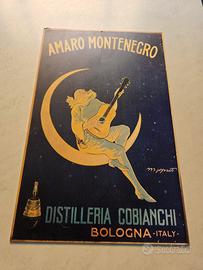 AMARO MONTENEGRO
DISTILLERIA COBIANCHI
BOLOGNA-ITALY-